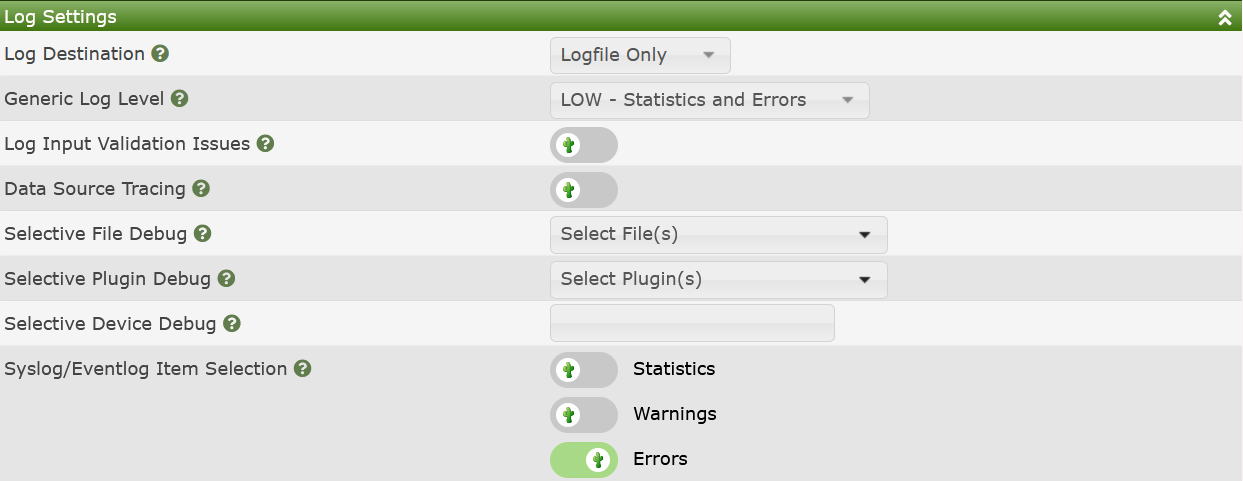 Log Settings
Log Destination
Logfile Only
Generic Log Level
LOW - Statistics and Errors
Log Input Validation Issues
Data Source Tracing
Selective File Debug
Select File(s)
Selective Plugin Debug
Select Plugin(s)
Selective Device Debug
Syslog/Eventlog Item Selection
Statistics
Warnings
Errors